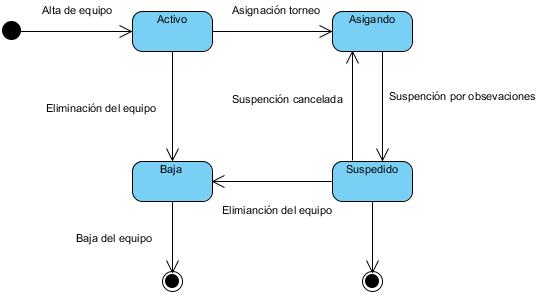 Alta de equipo
Activo
Asignación torneo
Asigando
Eliminación del equipo
Suspención cancelada
Suspención por obsevaciones
Baja
Suspedido
Elimianción del equipo
Baja del equipo